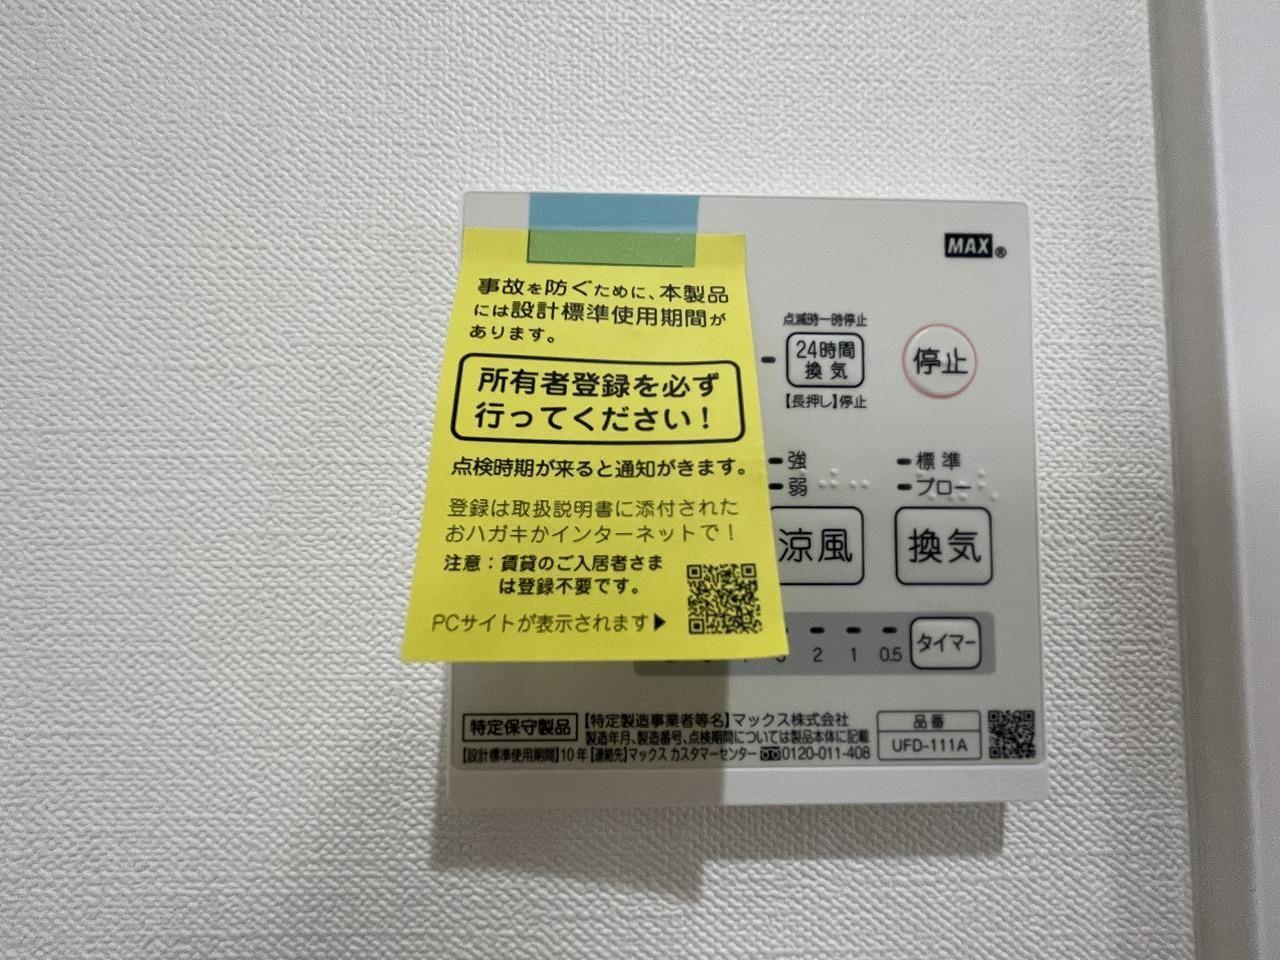 事故を防ぐために、本製品
には設計標準使用期間が
あります。
所有者登録を必ず
行ってください!
点検時期が来ると通知がきます。
登録は取扱説明書に添付された
おハガキかインターネットで!
注意:賃貸のご入居者さま
は登録不要です。
PCサイトが表示されます▶
MAX®
点滅時一時停止
24時間
換気
【長押し】停止
停止
強
弱
標準
ブロー
涼風
換気
2 1 0.5
タイマー
特定保守製品
【特定製造事業者等名】マックス株式会社
製造年月、製造番号、点検期間については製品本体に記載
【設計標準使用期間】10年【連絡先】マックス カスタマーセンター 0120-011-408
品番
UFD-111A